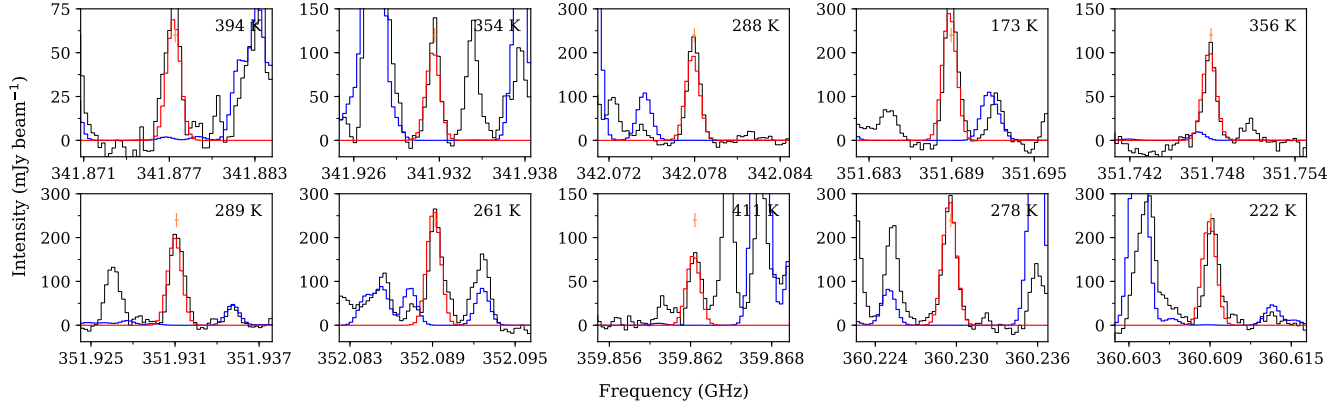 Intensity (mJy beam⁻¹)
75 50 25 0
394 K
341.871 341.877 341.883
150 100 50 0
354 K
341.926 341.932 341.938
300 200 100 0
288 K
342.072 342.078 342.084
300 200 100 0
173 K
351.683 351.689 351.695
150 100 50 0
356 K
351.742 351.748 351.754
300 200 100 0
289 K
351.925 351.931 351.937
300 200 100 0
261 K
352.083 352.089 352.095
150 100 50 0
411 K
359.856 359.862 359.868
300 200 100 0
278 K
360.224 360.230 360.236
300 200 100 0
222 K
360.603 360.609 360.615
Frequency (GHz)